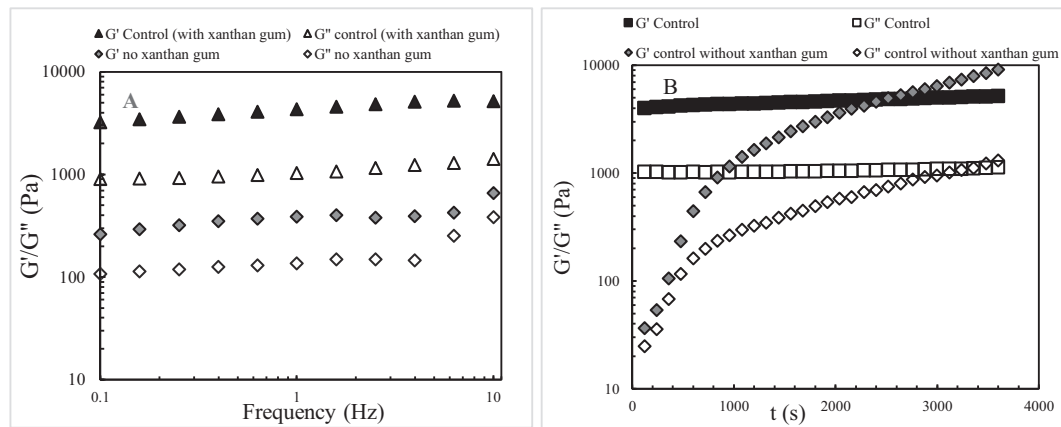 G' Control (with xanthan gum) G'' control (with xanthan gum)
G' no xanthan gum G'' no xanthan gum
10000
1000
100
10
A
G'/G'' (Pa)
0.1 1 10
Frequency (Hz)
G' Control G'' Control
G' control without xanthan gum G'' control without xanthan gum
10000
1000
100
10
B
G'/G'' (Pa)
0 1000 2000 3000 4000
t (s)